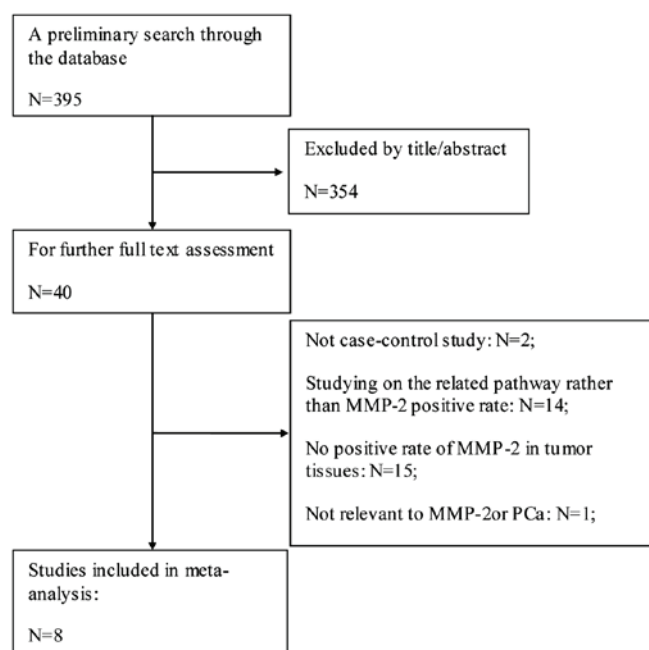 A preliminary search through
the database
N=395
Excluded by title/abstract
N=354
For further full text assessment
N=40
Not case-control study: N=2;
Studying on the related pathway rather
than MMP-2 positive rate: N=14;
No positive rate of MMP-2 in tumor
tissues: N=15;
Not relevant to MMP-2or PCa: N=1;
Studies included in meta-
analysis:
N=8